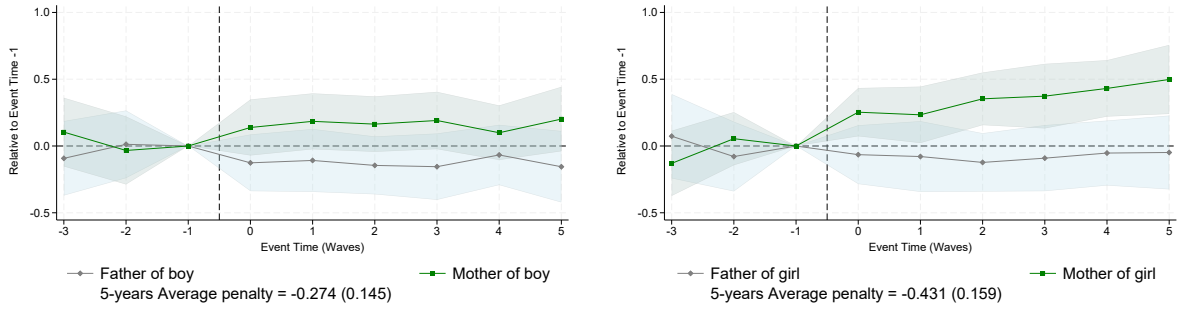 1.0
0.5
0.0
-0.5
Relative to Event Time -1
-3 -2 -1 0 1 2 3 4 5
Event Time (Waves)
Father of boy Mother of boy
5-years Average penalty = -0.274 (0.145)
1.0
0.5
0.0
-0.5
Relative to Event Time -1
-3 -2 -1 0 1 2 3 4 5
Event Time (Waves)
Father of girl Mother of girl
5-years Average penalty = -0.431 (0.159)